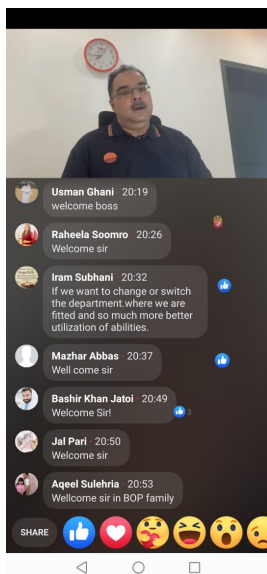 Usman Ghani · 20:19
welcome boss
Raheela Soomro · 20:26
Welcome sir
Iram Subhani · 20:32
If we want to change or switch
the department.where we are
fitted and so much more better
utilization of abilities.
Mazhar Abbas · 20:37
Well come sir
Bashir Khan Jatoi · 20:49
Welcome Sir!
3
Jal Pari · 20:50
Welcome sir
Aqeel Sulehria · 20:53
Wellcome sir in BOP family
SHARE